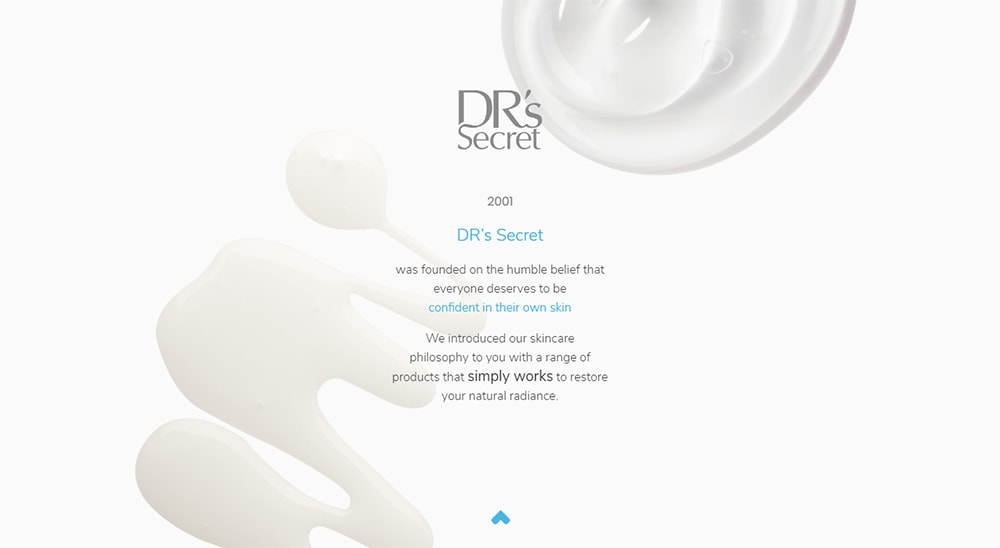 DR's
Secret
2001
DR's Secret
was founded on the humble belief that
everyone deserves to be
confident in their own skin
We introduced our skincare
philosophy to you with a range of
products that simply works to restore
your natural radiance.